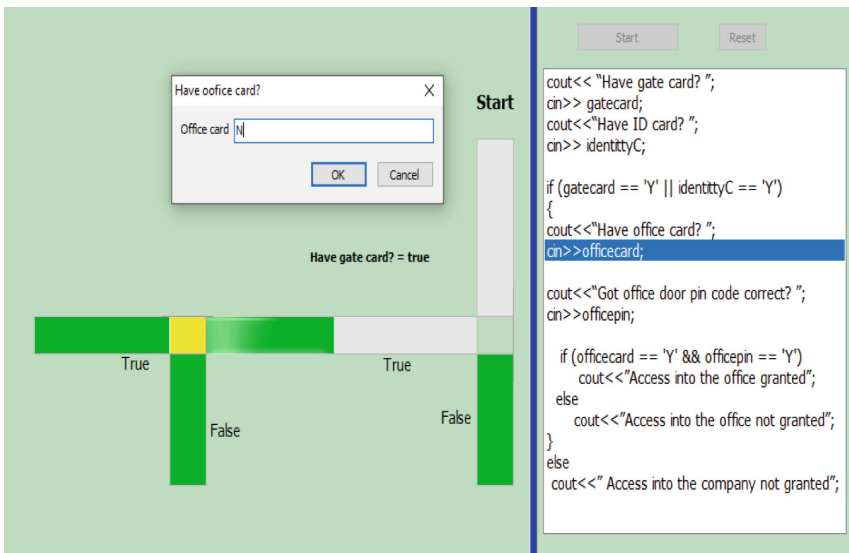 Have oofice card?
Office card N
OK Cancel
Start
Have gate card? = true
True
True
False
False
Start Reset
cout<< "Have gate card? ";
cin>> gatecard;
cout<<"Have ID card? ";
cin>> identittyC;
if (gatecard == 'Y' || identittyC == 'Y')
{
cout<<"Have office card? ";
cin>>officecard;
cout<<"Got office door pin code correct? ";
cin>>officepin;
if (officecard == 'Y' && officepin == 'Y')
cout<<"Access into the office granted";
else
cout<<"Access into the office not granted";
}
else
cout<<" Access into the company not granted";